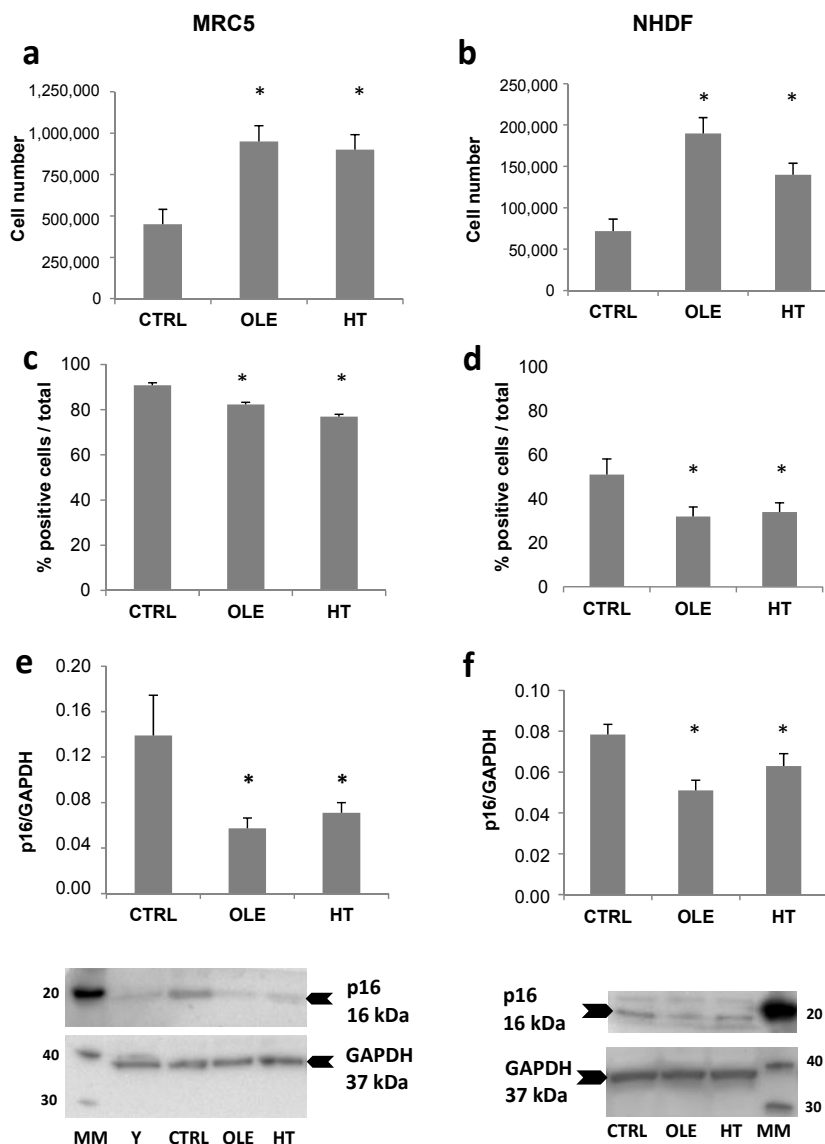 MRC5
NHDF
a
1,250,000
1,000,000
750,000
500,000
250,000
0
Cell number
* *
CTRL OLE HT
b
250,000
200,000
150,000
100,000
50,000
0
Cell number
* *
CTRL OLE HT
c
100
80
60
40
20
0
% positive cells / total
* *
CTRL OLE HT
d
100
80
60
40
20
0
% positive cells / total
* *
CTRL OLE HT
e
0.20
0.16
0.12
0.08
0.04
0.00
p16/GAPDH
* *
CTRL OLE HT
f
0.10
0.08
0.06
0.04
0.02
0.00
p16/GAPDH
* *
CTRL OLE HT
20
p16
16 kDa
40
GAPDH
37 kDa
30
MM Y CTRL OLE HT
p16
16 kDa
20
GAPDH
37 kDa
40
30
CTRL OLE HT MM